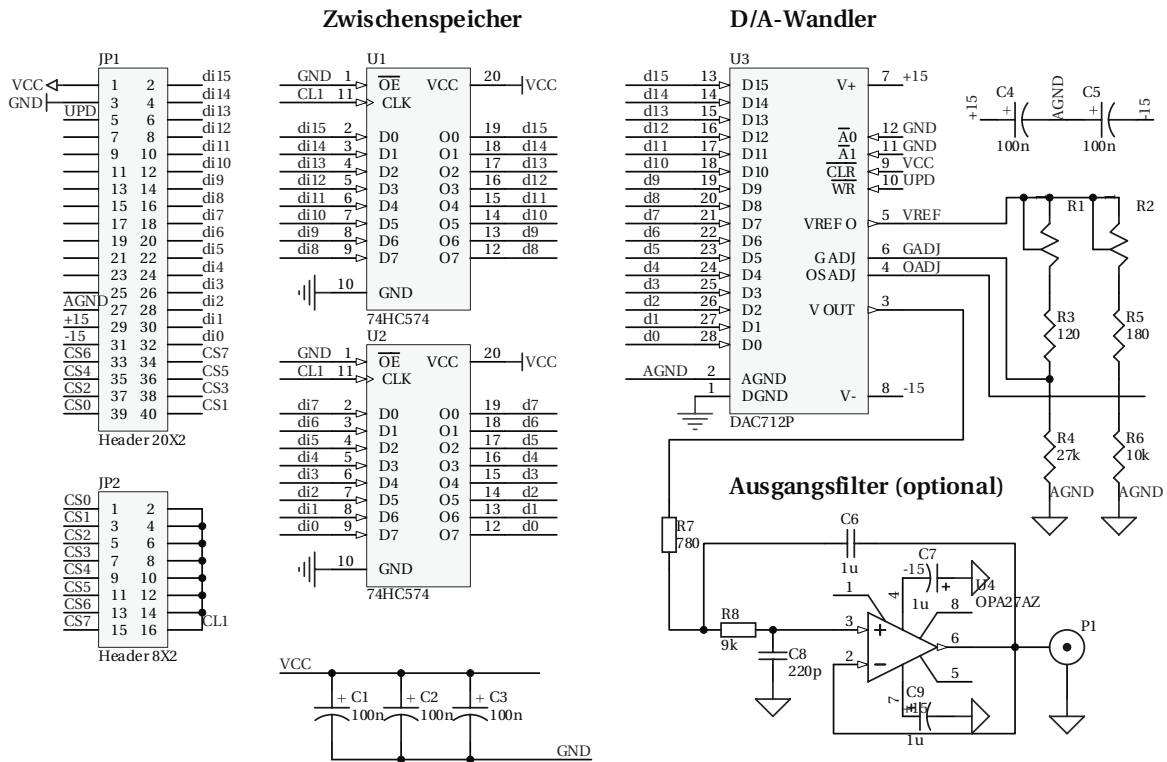 Zwischenspeicher
D/A-Wandler
JP1
VCC 1 2 di15
GND 3 4 di14
UPD 5 6 di13
7 8 di12
9 10 di11
11 12 di10
13 14 di9
15 16 di8
17 18 di7
19 20 di6
21 22 di5
23 24 di4
25 26 di3
AGND 27 28 di2
+15 29 30 di1
-15 31 32 di0
CS6 33 34 CS7
CS4 35 36 CS5
CS2 37 38 CS3
CS0 39 40 CS1
Header 20X2
JP2
CS0 1 2
CS1 3 4
CS2 5 6
CS3 7 8
CS4 9 10
CS5 11 12
CS6 13 14
CS7 15 16 CL1
Header 8X2
U1
GND 1 OE VCC 20 VCC
CL1 11 CLK
di15 2 D0 O0 19 d15
di14 3 D1 O1 18 d14
di13 4 D2 O2 17 d13
di12 5 D3 O3 16 d12
di11 6 D4 O4 15 d11
di10 7 D5 O5 14 d10
di9 8 D6 O6 13 d9
di8 9 D7 O7 12 d8
10 GND
74HC574
U2
GND 1 OE VCC 20 VCC
CL1 11 CLK
di7 2 D0 O0 19 d7
di6 3 D1 O1 18 d6
di5 4 D2 O2 17 d5
di4 5 D3 O3 16 d4
di3 6 D4 O4 15 d3
di2 7 D5 O5 14 d2
di1 8 D6 O6 13 d1
di0 9 D7 O7 12 d0
10 GND
74HC574
VCC
+ C1 100n
+ C2 100n
+ C3 100n
GND
U3
d15 13 D15 V+ 7 +15
d14 14 D14
d13 15 D13
d12 16 D12 A0 12 GND
d11 17 D11 A1 11 GND
d10 18 D10 CLR 9 VCC
d9 19 D9 WR 10 UPD
d8 20 D8
d7 21 D7 VREF O 5 VREF
d6 22 D6
d5 23 D5 GADJ 6 GADJ
d4 24 D4 OSADJ 4 OADJ
d3 25 D3
d2 26 D2 V OUT 3
d1 27 D1
d0 28 D0
AGND 2 AGND
1 DGND V- 8 -15
DAC712P
+15 C4 + 100n AGND C5 + 100n -15
R1
R2
R3
120
R5
180
R4
27k
R6
10k
AGND
AGND
Ausgangsfilter (optional)
R7
780
C6
1u
C7
-15
+
1u
U4
OPA27AZ
R8
9k
C8
220p
1
4
8
3 +
6
2 −
5
7
C9
+15
+
1u
P1